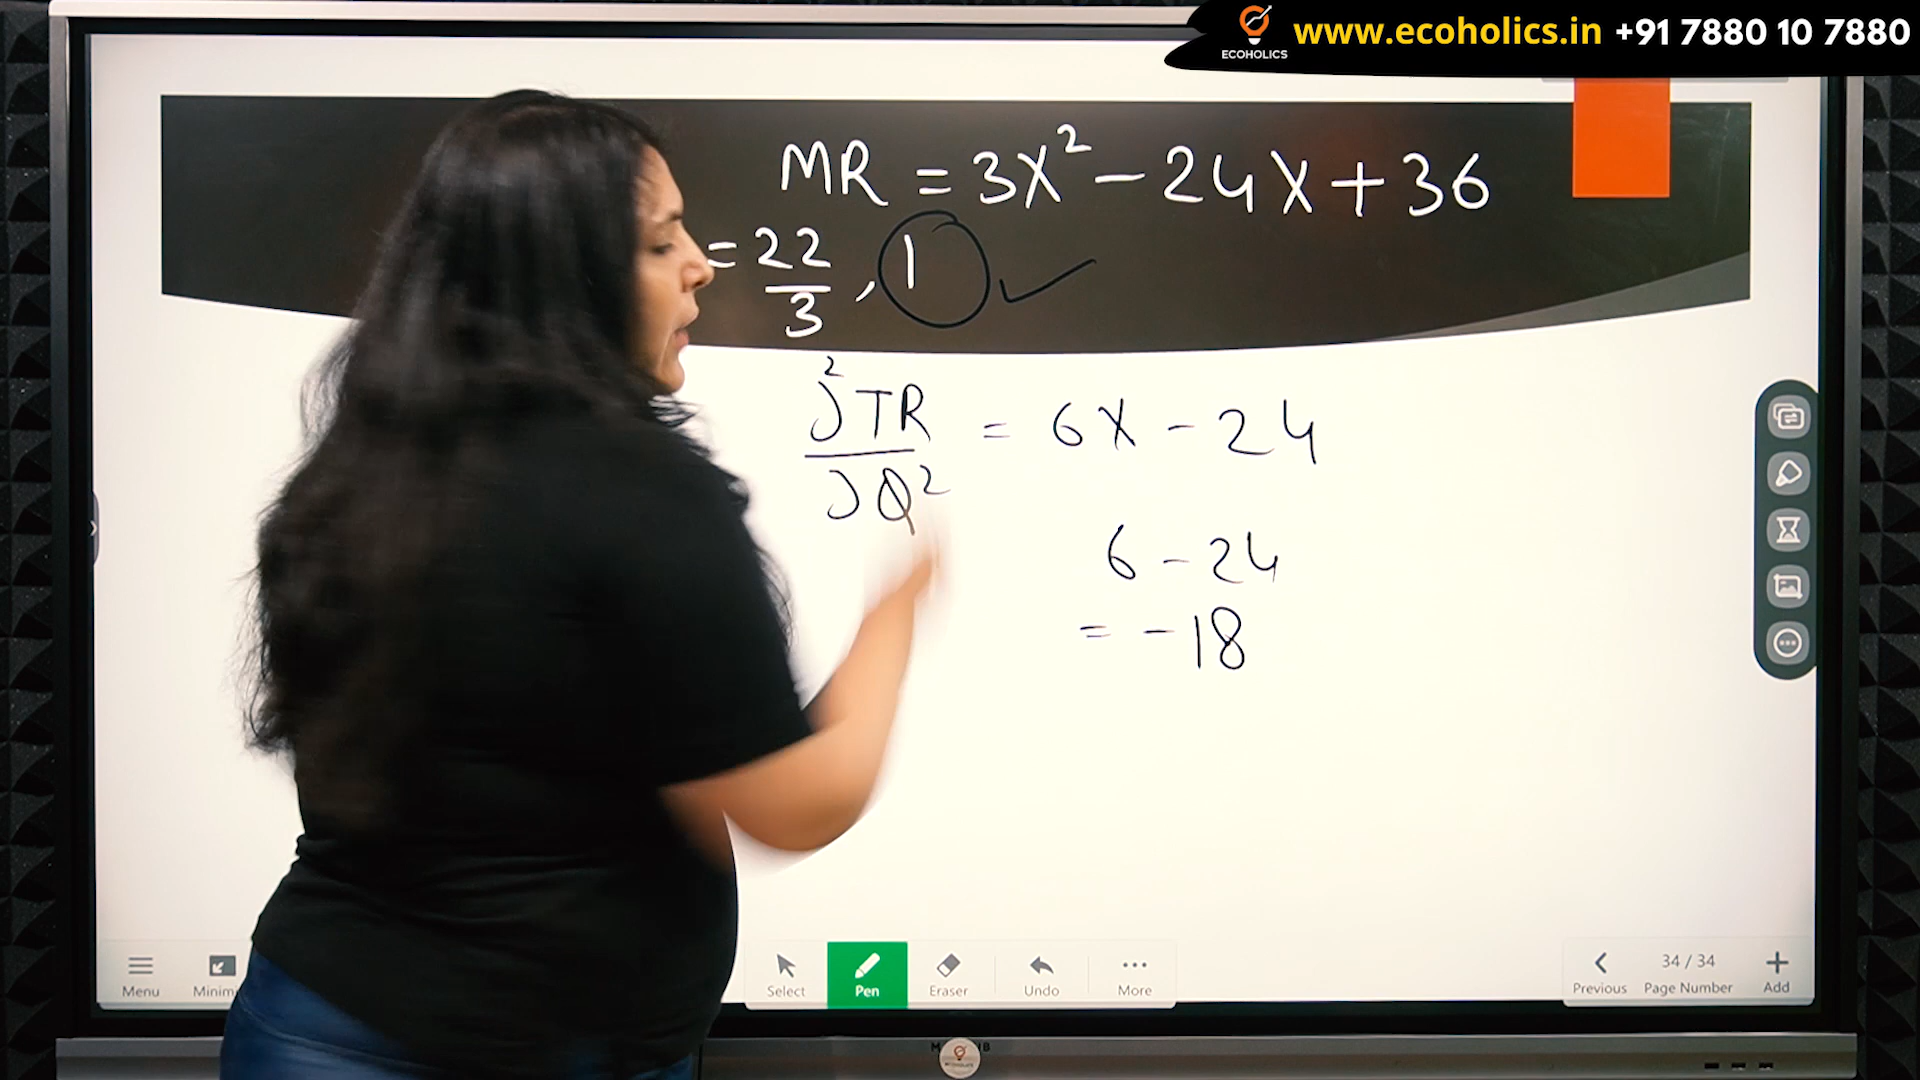 ECOHOLICS
www.ecoholics.in +91 7880 10 7880
MR = 3X² - 24X + 36
= 22/3 , 1
∂²TR/∂Q² = 6X - 24
6 - 24
= -18
Menu
Select
Pen
Eraser
Undo
More
Previous
34 / 34
Page Number
Add